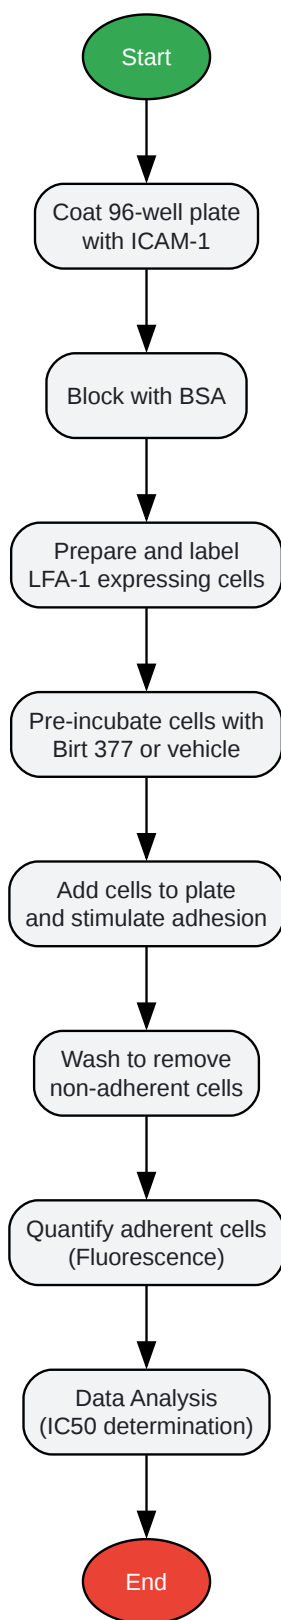 Start
Coat 96-well plate
with ICAM-1
Block with BSA
Prepare and label
LFA-1 expressing cells
Pre-incubate cells with
Birt 377 or vehicle
Add cells to plate
and stimulate adhesion
Wash to remove
non-adherent cells
Quantify adherent cells
(Fluorescence)
Data Analysis
(IC50 determination)
End